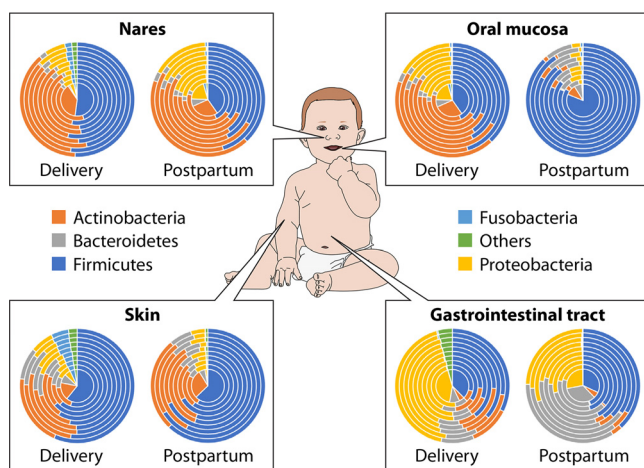 Nares
Delivery
Postpartum
Oral mucosa
Delivery
Postpartum
Actinobacteria
Bacteroidetes
Firmicutes
Fusobacteria
Others
Proteobacteria
Skin
Delivery
Postpartum
Gastrointestinal tract
Delivery
Postpartum